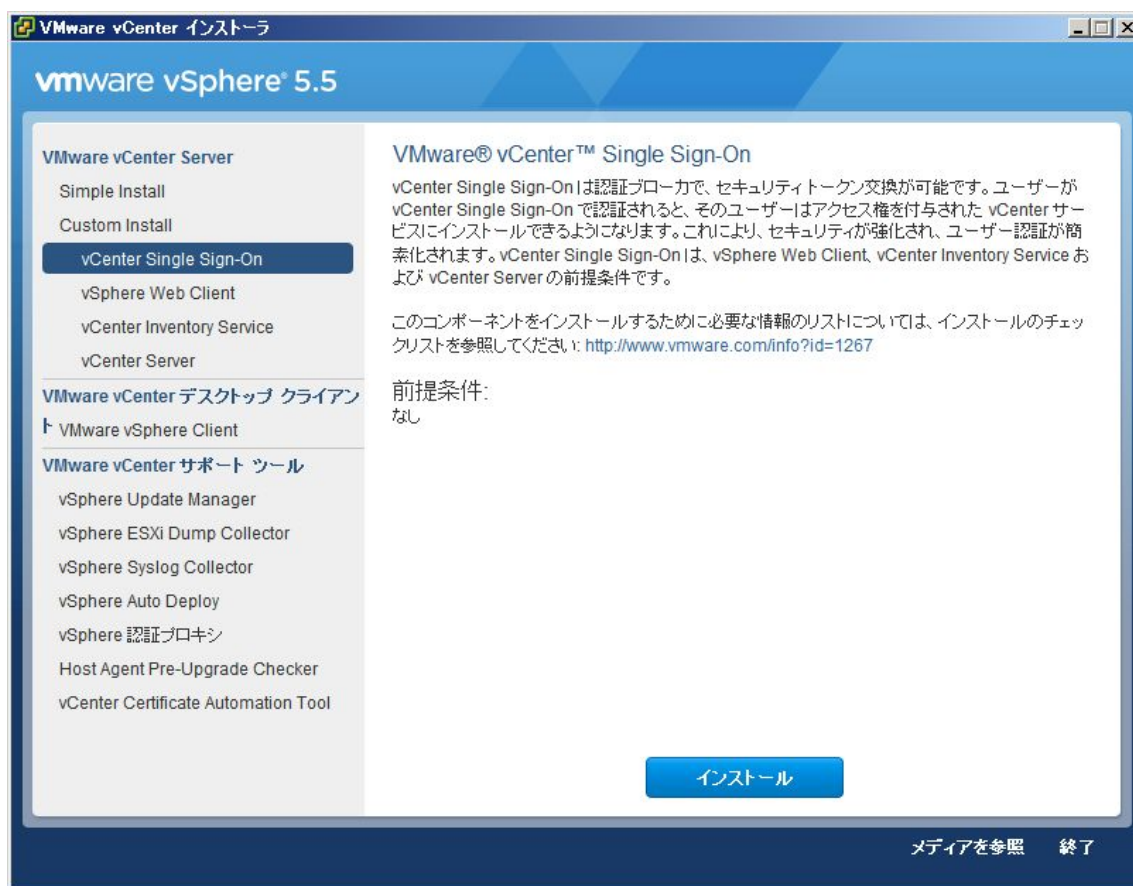 VMware vCenter インストーラ
vmware vSphere® 5.5
VMware vCenter Server
Simple Install
Custom Install
vCenter Single Sign-On
vSphere Web Client
vCenter Inventory Service
vCenter Server
VMware vCenter デスクトップ クライアン
ト
VMware vSphere Client
VMware vCenter サポート ツール
vSphere Update Manager
vSphere ESXi Dump Collector
vSphere Syslog Collector
vSphere Auto Deploy
vSphere 認証プロキシ
Host Agent Pre-Upgrade Checker
vCenter Certificate Automation Tool
VMware® vCenter™ Single Sign-On
vCenter Single Sign-On は認証ブローカで、セキュリティトークン交換が可能です。ユーザーが
vCenter Single Sign-On で認証されると、そのユーザーはアクセス権を付与された vCenter サー
ビスにインストールできるようになります。これにより、セキュリティが強化され、ユーザー認証が簡
素化されます。vCenter Single Sign-On は、vSphere Web Client、vCenter Inventory Service お
よび vCenter Server の前提条件です。
このコンポーネントをインストールするために必要な情報のリストについては、インストールのチェッ
クリストを参照してください: http://www.vmware.com/info?id=1267
前提条件:
なし
インストール
メディアを参照 終了